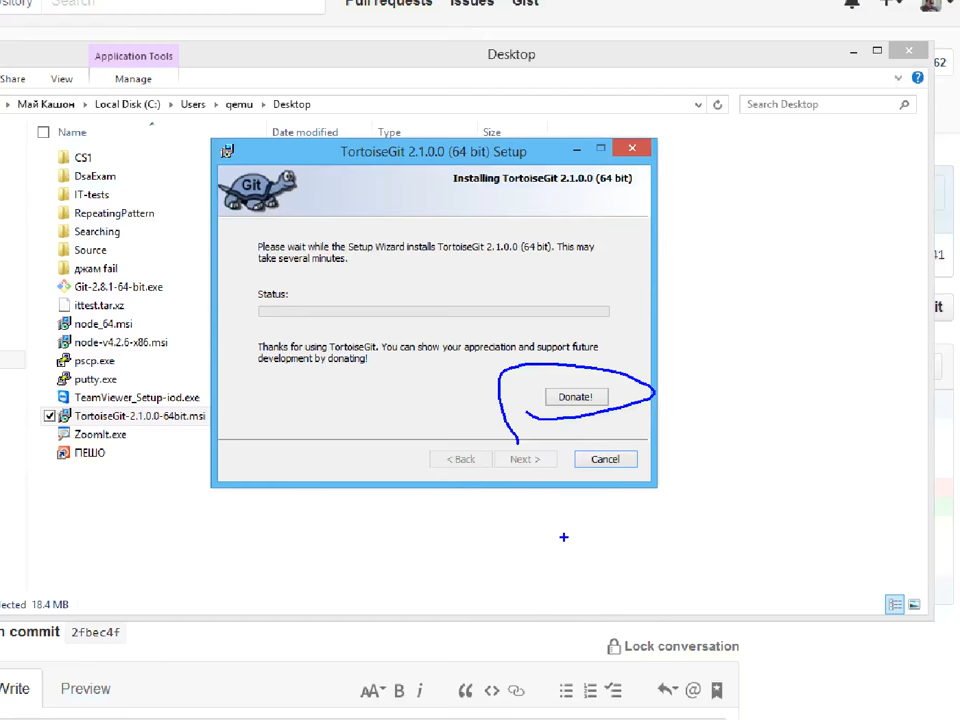 Search
Pull requests Issues Gist
Application Tools
Desktop
Share View Manage
Май Кашон Local Disk (C:) Users qemu Desktop
Search Desktop
Name Date modified Type Size
CS1
DsaExam
IT-tests
RepeatingPattern
Searching
Source
джам fail
Git-2.8.1-64-bit.exe
ittest.tar.xz
node_64.msi
node-v4.2.6-x86.msi
pscp.exe
putty.exe
TeamViewer_Setup-iod.exe
TortoiseGit-2.1.0.0-64bit.msi
ZoomIt.exe
ПЕШО
TortoiseGit 2.1.0.0 (64 bit) Setup
Git
Installing TortoiseGit 2.1.0.0 (64 bit)
Please wait while the Setup Wizard installs TortoiseGit 2.1.0.0 (64 bit). This may
take several minutes.
Status:
Thanks for using TortoiseGit. You can show your appreciation and support future
development by donating!
Donate!
< Back Next > Cancel
18.4 MB
62
41
it
commit 2fbec4f
Lock conversation
Write Preview
AA B i